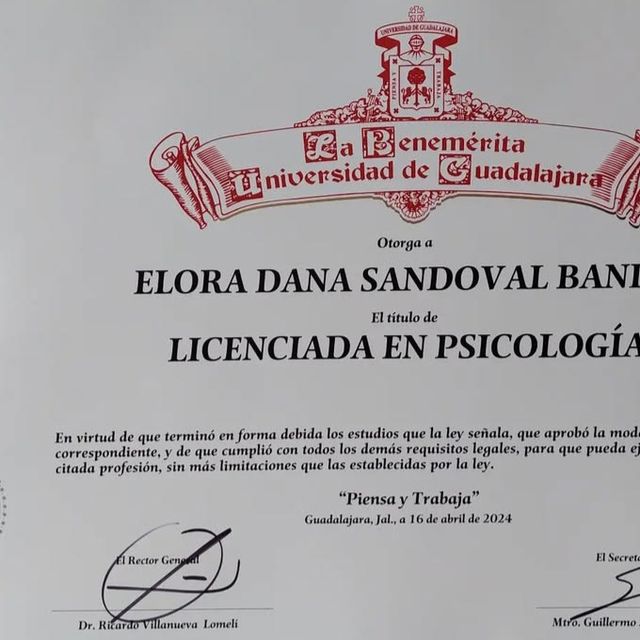 UNIVERSIDAD DE GUADALAJARA
PIENSA Y
TRABAJA
La Benemérita
Universidad de Guadalajara
Otorga a
ELORA DANA SANDOVAL
El título de
LICENCIADA EN PSICOLOGÍA
En virtud de que terminó en forma debida los estudios que la ley señala, que aprobó la
correspondiente, y de que cumplió con todos los demás requisitos legales, para que pueda
citada profesión, sin más limitaciones que las establecidas por la ley.
“Piensa y Trabaja”
Guadalajara, Jal., a 16 de abril de 2024
El Rector General
El
Dr. Ricardo Villanueva Lomelí
Mtro. Guillermo